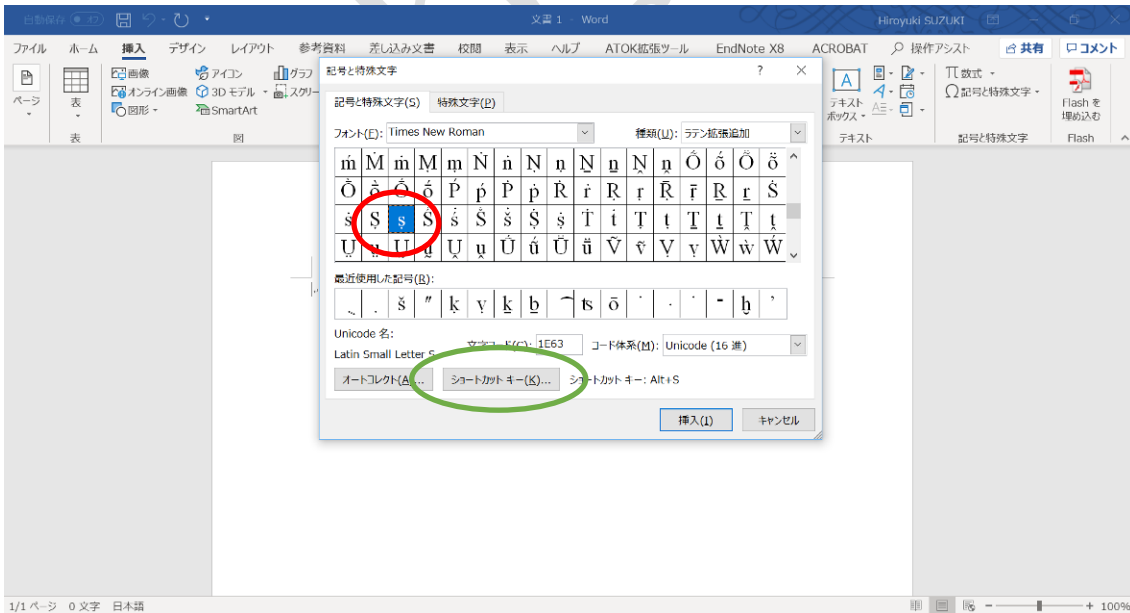 自動保存 オフ 文書 1 - Word Hiroyuki SUZUKI
ファイル ホーム 挿入 デザイン レイアウト 参考資料 差し込み文書 校閲 表示 ヘルプ ATOK拡張ツール EndNote X8 ACROBAT 操作アシスト 共有 コメント
ページ
表
画像
オンライン画像
図形
アイコン
3D モデル
SmartArt
グラフ
スクリー
テキスト
ボックス
A
π 数式
Ω 記号と特殊文字
Flash を
埋め込む
表 図 テキスト 記号と特殊文字 Flash
記号と特殊文字 ? ×
記号と特殊文字(S) 特殊文字(P)
フォント(F): Times New Roman 種類(U): ラテン拡張追加
ḿ Ṁ ṁ Ṃ ṃ Ṅ ṅ Ṇ ṇ Ṉ ṉ Ṋ ṋ Ṍ ṍ Ṏ ṏ
Ṑ ṑ Ṓ ṓ Ṕ ṕ Ṗ ṗ Ṙ ṙ Ṛ ṛ Ṝ ṝ Ṟ ṟ Ṡ
ṡ Ṣ ṣ Ṥ ṥ Ṧ ṧ Ṩ ṩ Ṫ ṫ Ṭ ṭ Ṯ ṯ Ṱ ṱ
Ṳ ṳ Ṵ ṵ Ṷ ṷ Ṹ ṹ Ṻ ṻ Ṽ ṽ Ṿ ṿ Ẁ ẁ Ẃ
最近使用した記号(R):
. š ʺ ḳ ṿ ḵ ḇ ʦ ō ˙ · ˙ - ḫ ʼ
Unicode 名:
Latin Small Letter S
文字コード(C): 1E63 コード体系(M): Unicode (16 進)
オートコレクト(A)... ショートカット キー(K)... ショートカット キー: Alt+S
挿入(I) キャンセル
1/1 ページ 0 文字 日本語 100%